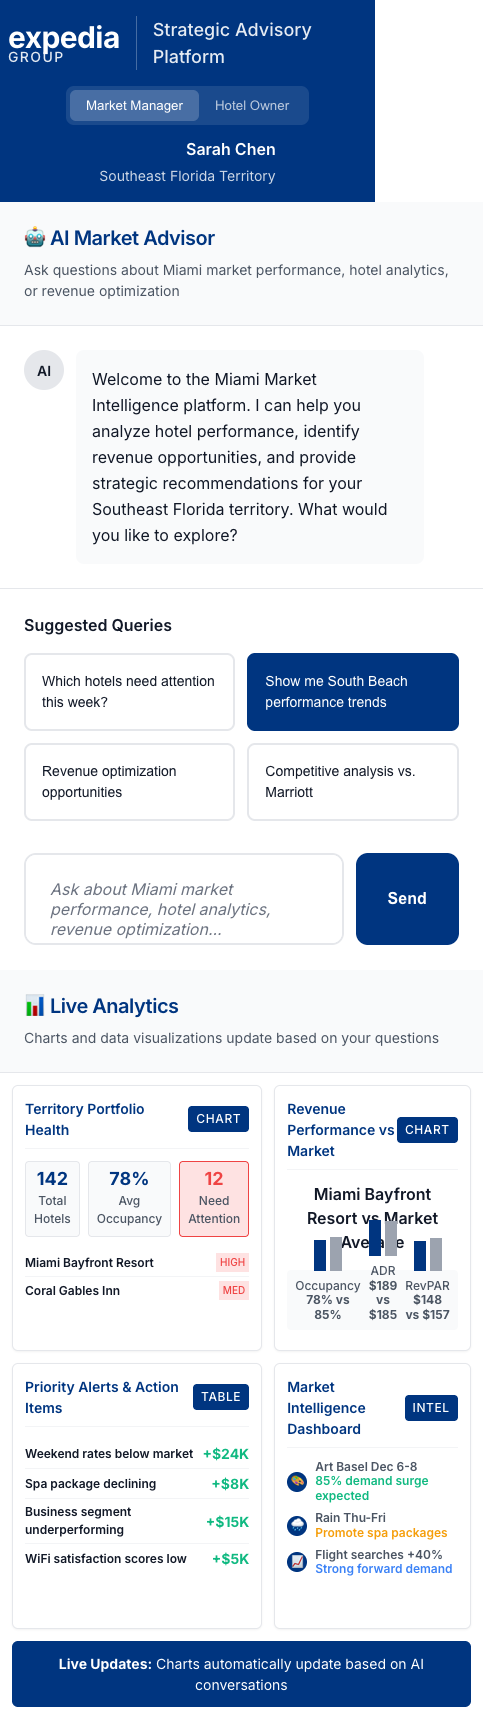 expedia
GROUP
Strategic Advisory
Platform
Market Manager
Hotel Owner
Sarah Chen
Southeast Florida Territory
AI Market Advisor
Ask questions about Miami market performance, hotel analytics,
or revenue optimization
AI
Welcome to the Miami Market
Intelligence platform. I can help you
analyze hotel performance, identify
revenue opportunities, and provide
strategic recommendations for your
Southeast Florida territory. What would
you like to explore?
Suggested Queries
Which hotels need attention
this week?
Show me South Beach
performance trends
Revenue optimization
opportunities
Competitive analysis vs.
Marriott
Ask about Miami market
performance, hotel analytics,
revenue optimization...
Send
Live Analytics
Charts and data visualizations update based on your questions
Territory Portfolio
Health
CHART
142
Total
Hotels
78%
Avg
Occupancy
12
Need
Attention
Miami Bayfront Resort
HIGH
Coral Gables Inn
MED
Revenue
Performance vs
Market
CHART
Miami Bayfront
Resort vs Market
Average
Occupancy
78% vs
85%
ADR
$189
vs
$185
RevPAR
$148
vs $157
Priority Alerts & Action
Items
TABLE
Weekend rates below market +$24K
Spa package declining +$8K
Business segment
underperforming
+$15K
WiFi satisfaction scores low +$5K
Market
Intelligence
Dashboard
INTEL
Art Basel Dec 6-8
85% demand surge
expected
Rain Thu-Fri
Promote spa packages
Flight searches +40%
Strong forward demand
Live Updates: Charts automatically update based on AI
conversations